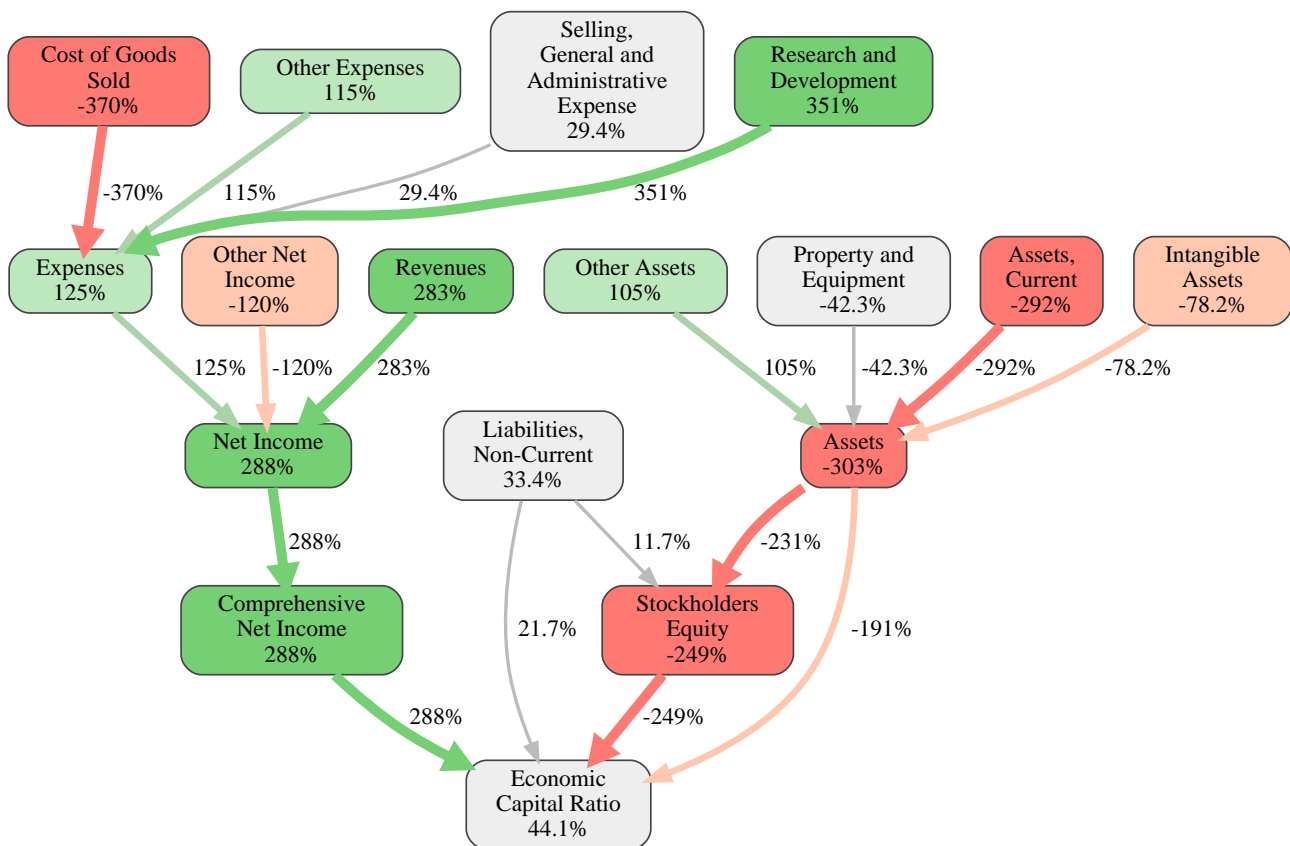 Cost of Goods
Sold
-370%
Other Expenses
115%
Selling,
General and
Administrative
Expense
29.4%
Research and
Development
351%
-370%
115%
29.4%
351%
Expenses
125%
Other Net
Income
-120%
Revenues
283%
Other Assets
105%
Property and
Equipment
-42.3%
Assets,
Current
-292%
Intangible
Assets
-78.2%
125%
-120%
283%
105%
-42.3%
-292%
-78.2%
Net Income
288%
Liabilities,
Non-Current
33.4%
Assets
-303%
288%
11.7%
-231%
Comprehensive
Net Income
288%
21.7%
Stockholders
Equity
-249%
-191%
288%
-249%
Economic
Capital Ratio
44.1%